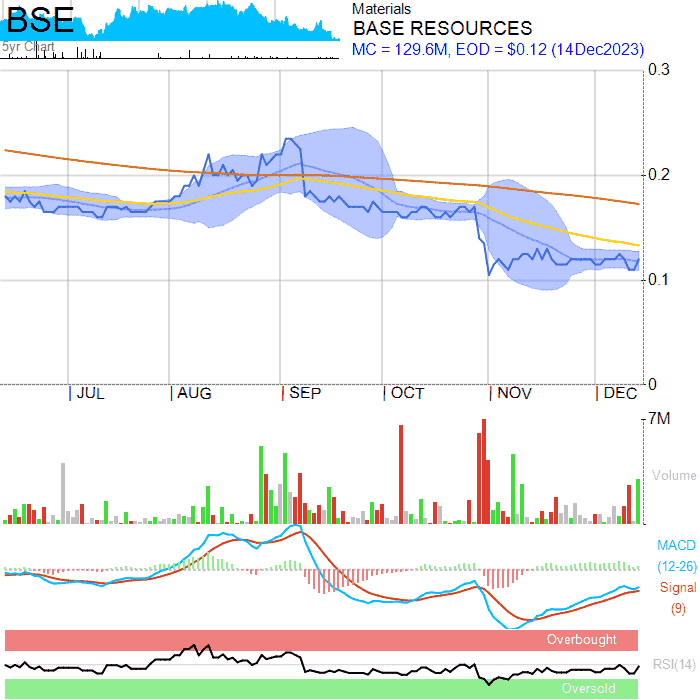 BSE
5yr Chart
Materials
BASE RESOURCES
MC = 129.6M, EOD = $0.12 (14Dec2023)
0.3
0.2
0.1
0
JUL
AUG
SEP
OCT
NOV
DEC
7M
Volume
MACD
(12-26)
Signal
(9)
Overbought
RSI(14)
Oversold